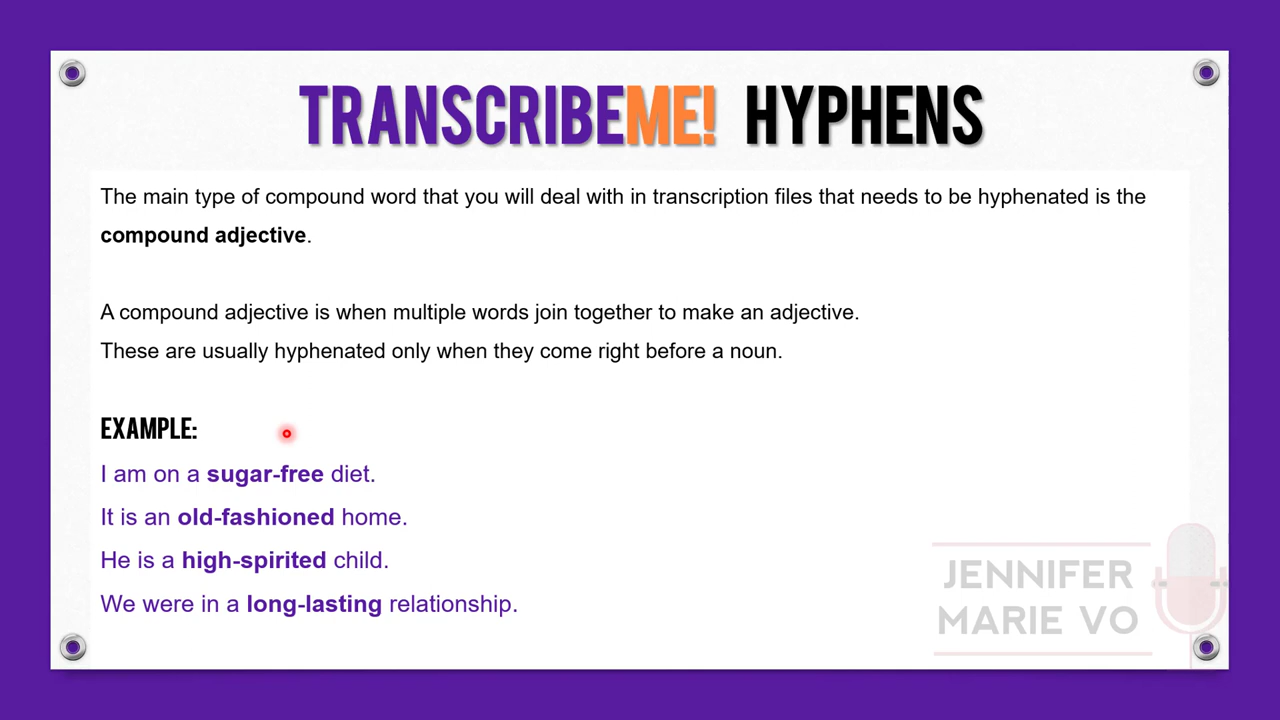 TRANSCRIBEME! HYPHENS
The main type of compound word that you will deal with in transcription files that needs to be hyphenated is the
compound adjective.
A compound adjective is when multiple words join together to make an adjective.
These are usually hyphenated only when they come right before a noun.
EXAMPLE:
I am on a sugar-free diet.
It is an old-fashioned home.
He is a high-spirited child.
We were in a long-lasting relationship.
JENNIFER
MARIE VO